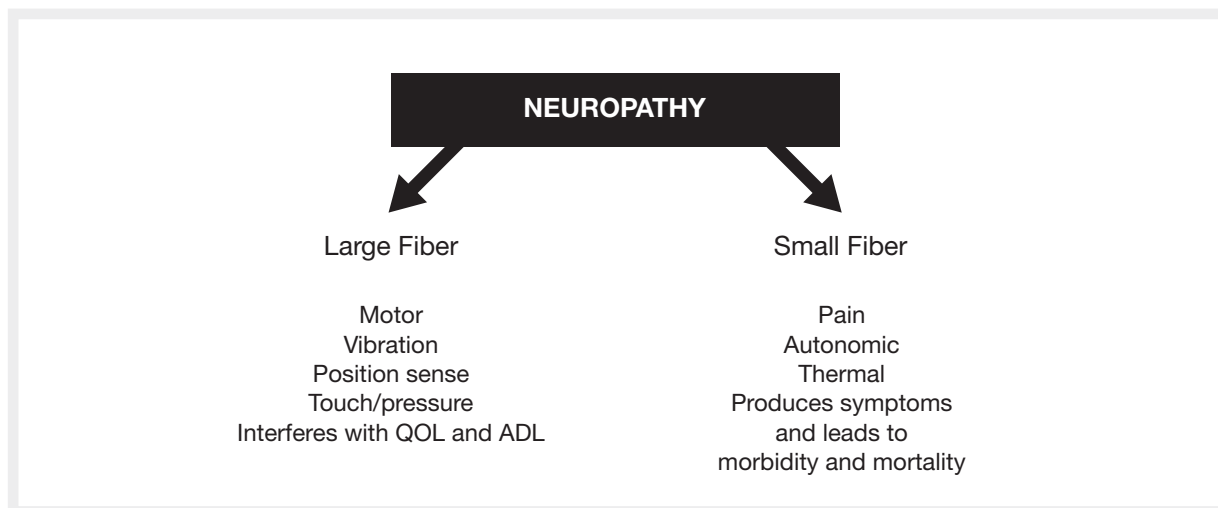 NEUROPATHY
Large Fiber
Motor
Vibration
Position sense
Touch/pressure
Interferes with QOL and ADL
Small Fiber
Pain
Autonomic
Thermal
Produces symptoms
and leads to
morbidity and mortality